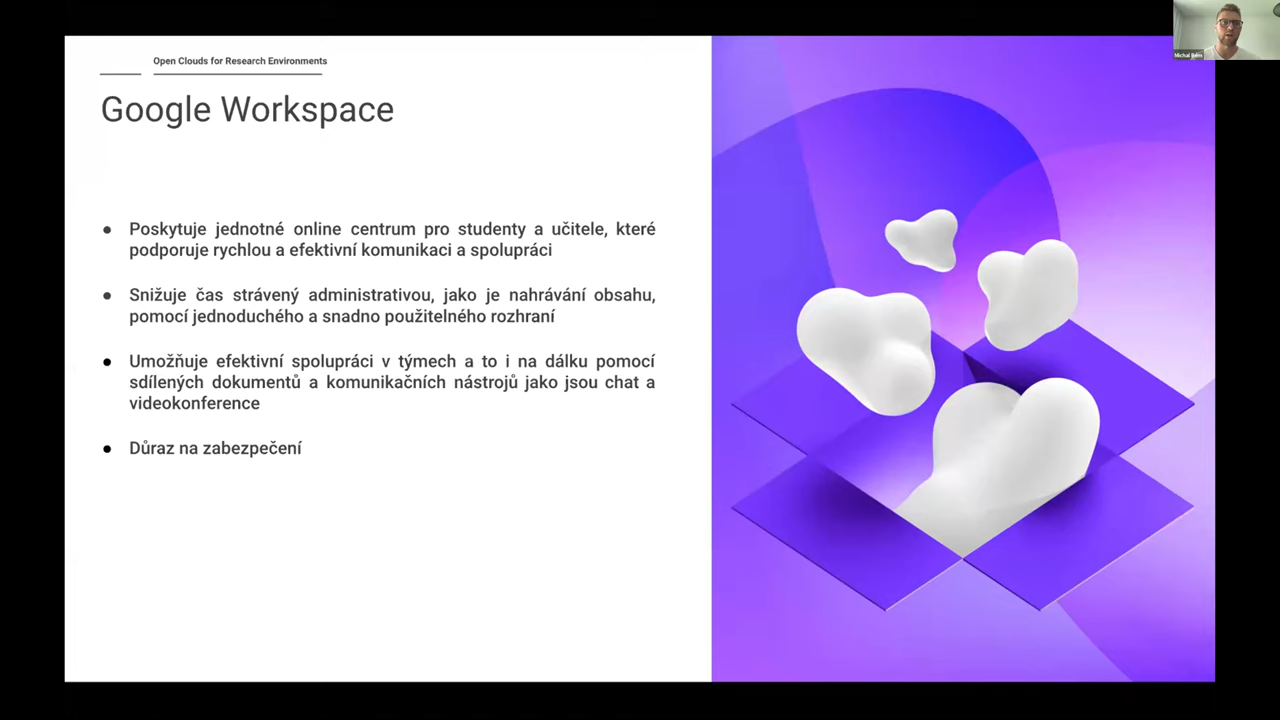 Open Clouds for Research Environments
Google Workspace
● Poskytuje jednotné online centrum pro studenty a učitele, které
podporuje rychlou a efektivní komunikaci a spolupráci
● Snižuje čas strávený administrativou, jako je nahrávání obsahu,
pomocí jednoduchého a snadno použitelného rozhraní
● Umožňuje efektivní spolupráci v týmech a to i na dálku pomocí
sdílených dokumentů a komunikačních nástrojů jako jsou chat a
videokonference
● Důraz na zabezpečení
Michal